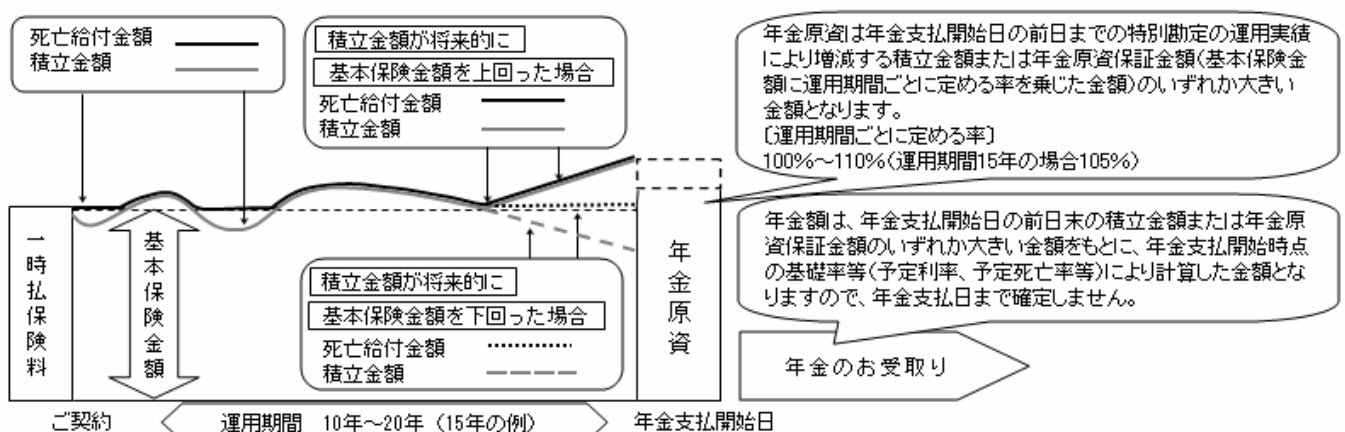 死亡給付金額
積立金額
積立金額が将来的に
基本保険金額を上回った場合
死亡給付金額
積立金額
年金原資は年金支払開始日の前日までの特別勘定の運用実績
により増減する積立金額または年金原資保証金額(基本保険金
額に運用期間ごとに定める率を乗じた金額)のいずれか大きい
金額となります。
〔運用期間ごとに定める率〕
100%～110%(運用期間15年の場合105%)
一時払保険料
基本保険金額
積立金額が将来的に
基本保険金額を下回った場合
死亡給付金額
積立金額
年金原資
年金額は、年金支払開始日の前日末の積立金額または年金原
資保証金額のいずれか大きい金額をもとに、年金支払開始時点
の基礎率等(予定利率、予定死亡率等)により計算した金額とな
りますので、年金支払日まで確定しません。
年金のお受取り
ご契約
運用期間 10年～20年 (15年の例)
年金支払開始日